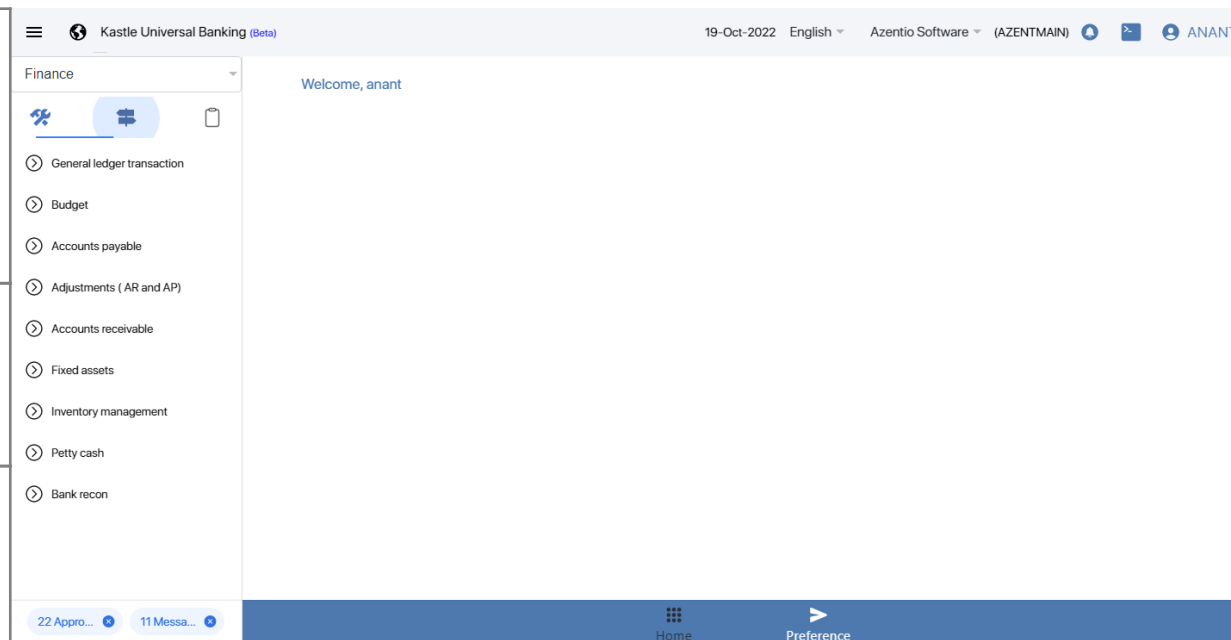 Kastle Universal Banking (Beta)
19-Oct-2022 English Azentio Software (AZENTMAIN) ANANT
Finance
Welcome, anant
General ledger transaction
Budget
Accounts payable
Adjustments ( AR and AP)
Accounts receivable
Fixed assets
Inventory management
Petty cash
Bank recon
22 Appro... 11 Messa...
Home Preference